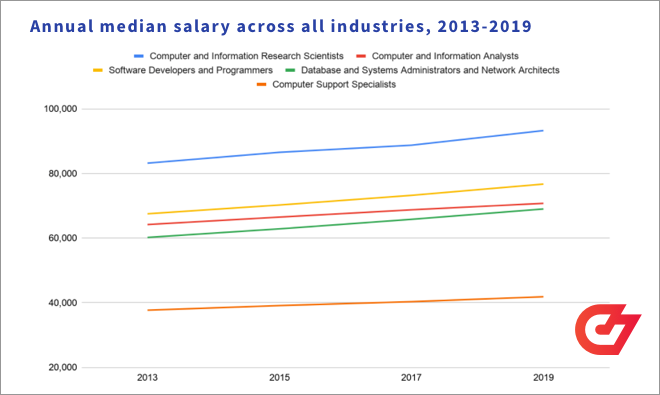 Annual median salary across all industries, 2013-2019
Computer and Information Research Scientists Computer and Information Analysts
Software Developers and Programmers Database and Systems Administrators and Network Architects
Computer Support Specialists
100,000
80,000
60,000
40,000
20,000
2013 2015 2017 2019